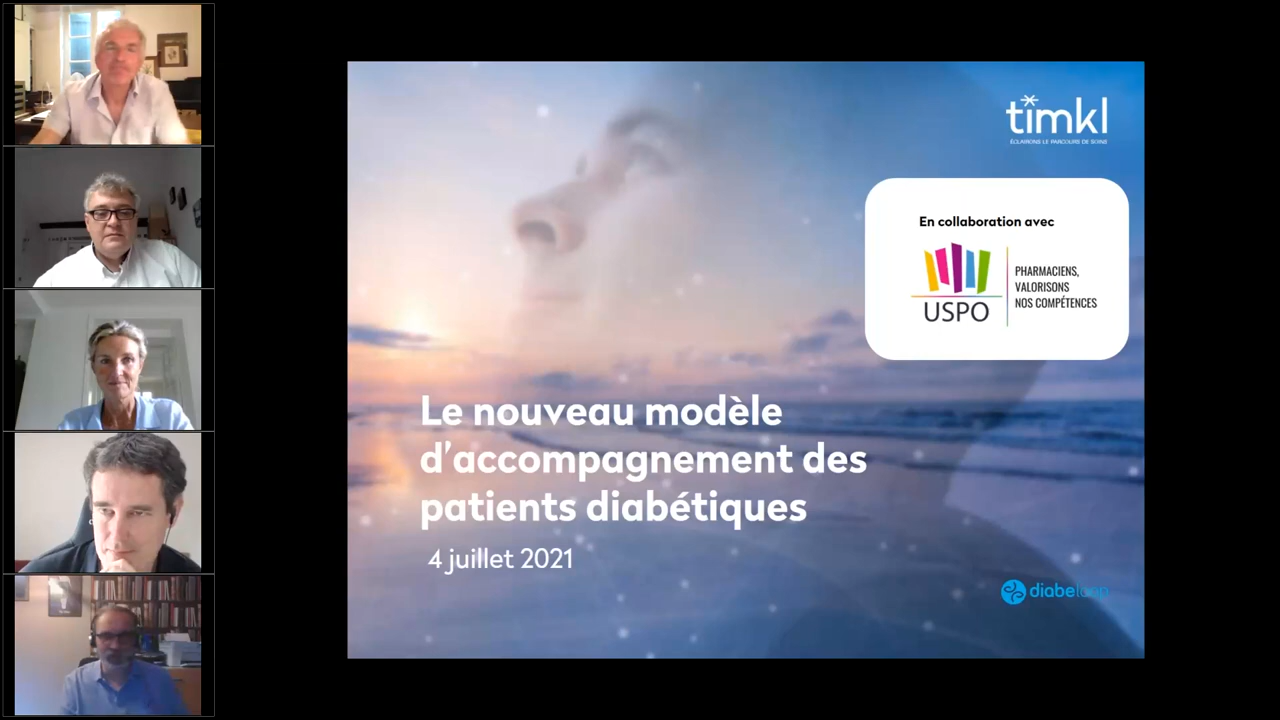 timkl
ÉCLAIRONS LE PARCOURS DE SOINS
En collaboration avec
USPO
PHARMACIENS,
VALORISONS
NOS COMPÉTENCES
Le nouveau modèle
d'accompagnement des
patients diabétiques
4 juillet 2021
diabeloop